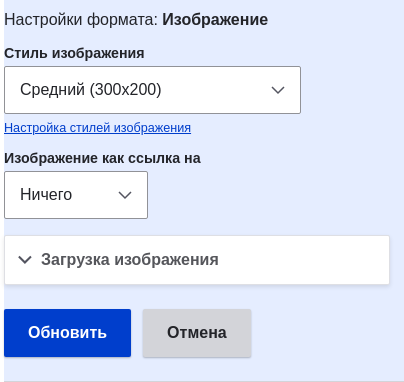 Настройки формата: Изображение
Стиль изображения
Средний (300x200)
Настройка стилей изображения
Изображение как ссылка на
Ничего
Загрузка изображения
Обновить
Отмена